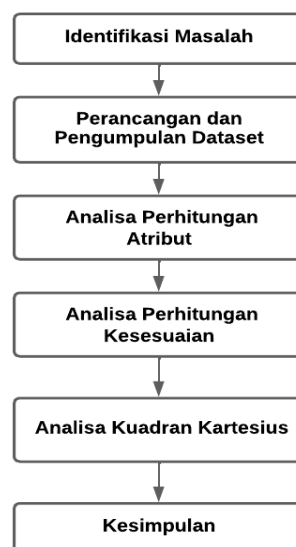 Identifikasi Masalah
Perancangan dan
Pengumpulan Dataset
Analisa Perhitungan
Atribut
Analisa Perhitungan
Kesesuaian
Analisa Kuadran Kartesius
Kesimpulan